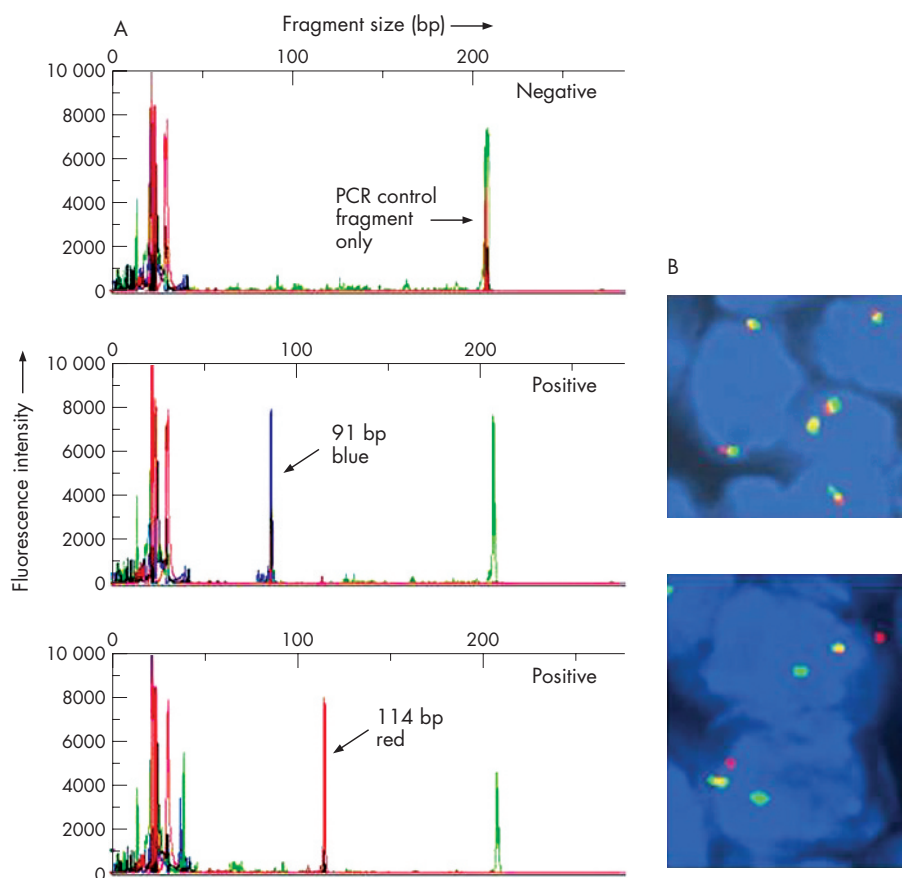 A
Fragment size (bp)
0 100 200
10 000
8000
6000
4000
2000
0
Negative
PCR control
fragment
only
B
Fluorescence intensity
0 100 200
10 000
8000
6000
4000
2000
0
Positive
91 bp
blue
0 100 200
10 000
8000
6000
4000
2000
0
Positive
114 bp
red